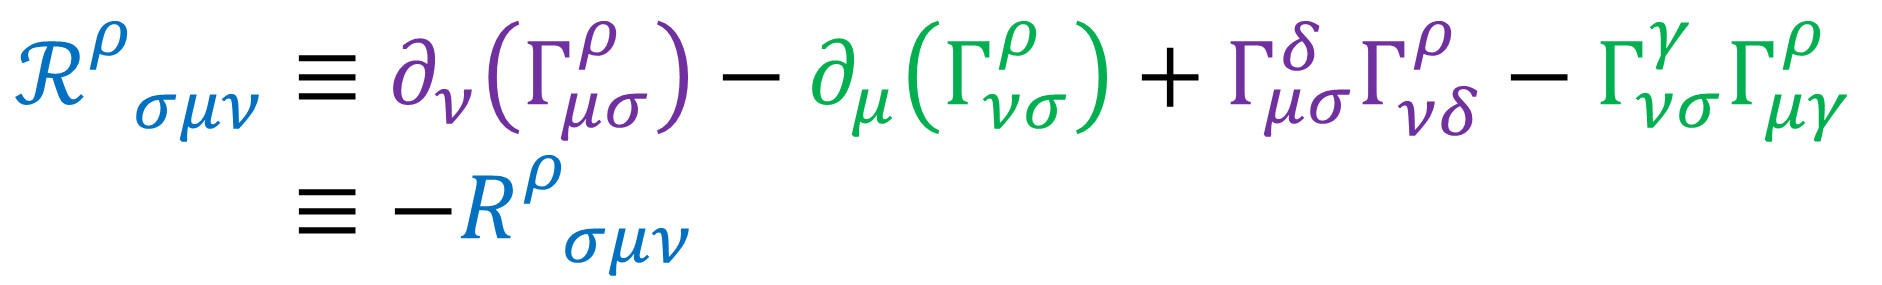 ℛ^ρ_{σμν} ≡ ∂_ν(Γ^ρ_{μσ}) − ∂_μ(Γ^ρ_{νσ}) + Γ^δ_{μσ}Γ^ρ_{νδ} − Γ^γ_{νσ}Γ^ρ_{μγ}
≡ −R^ρ_{σμν}